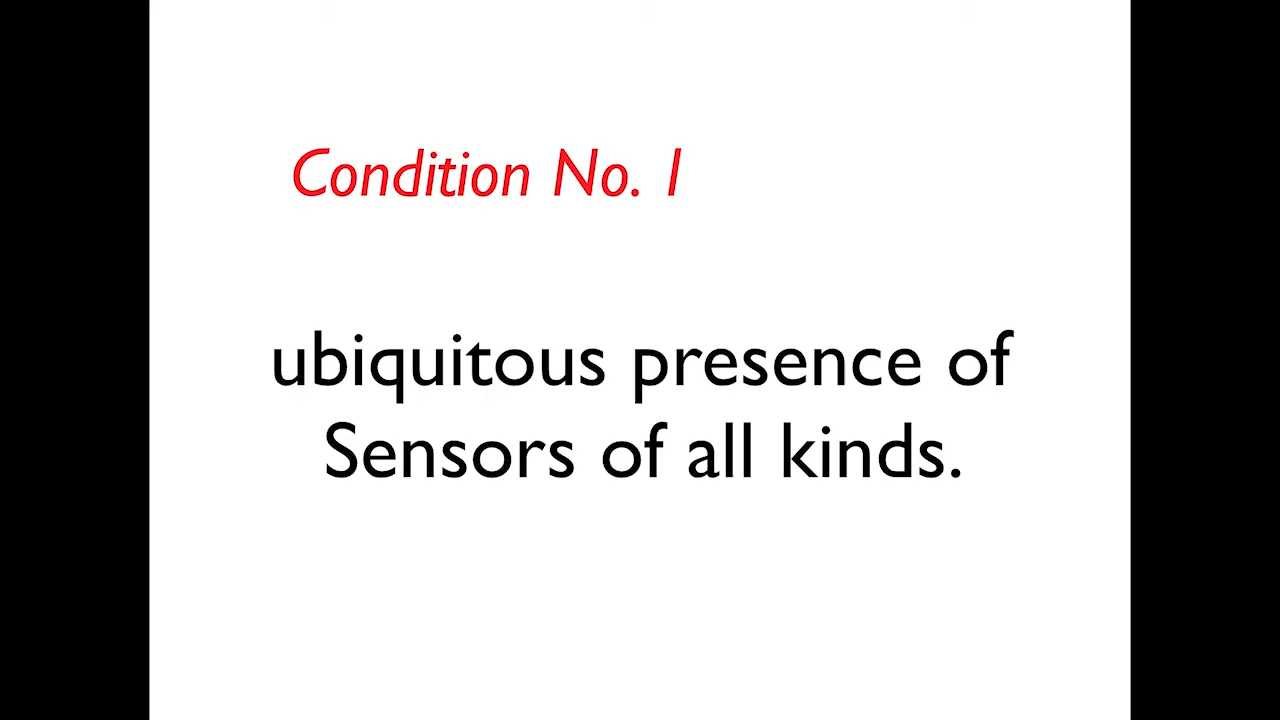 Condition No. 1
ubiquitous presence of
Sensors of all kinds.